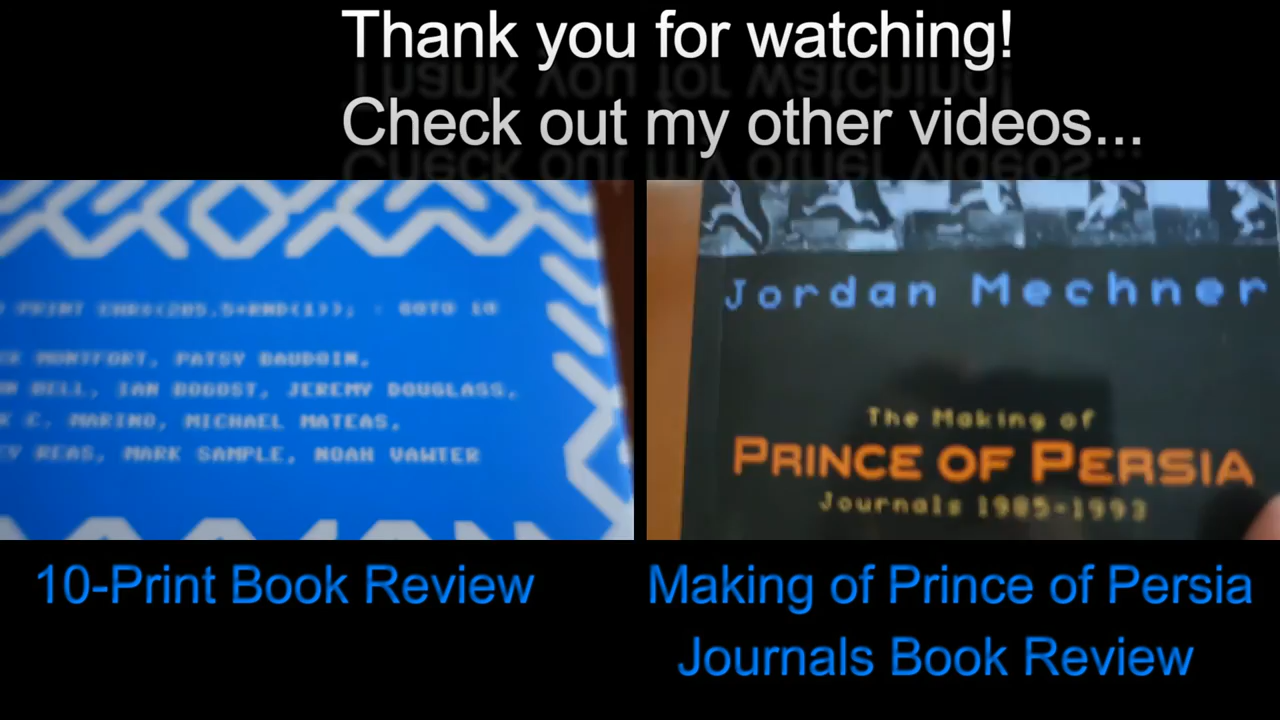 Thank you for watching!
Check out my other videos...
PRINT CHR$(205.5+RND(1)); : GOTO 10
MONTFORT, PATSY BAUDOIN,
BELL, IAN BOGOST, JEREMY DOUGLASS,
C. MARINO, MICHAEL MATEAS,
REAS, MARK SAMPLE, NOAH VAWTER
Jordan Mechner
The Making of
PRINCE OF PERSIA
Journals 1985-1993
10-Print Book Review
Making of Prince of Persia
Journals Book Review